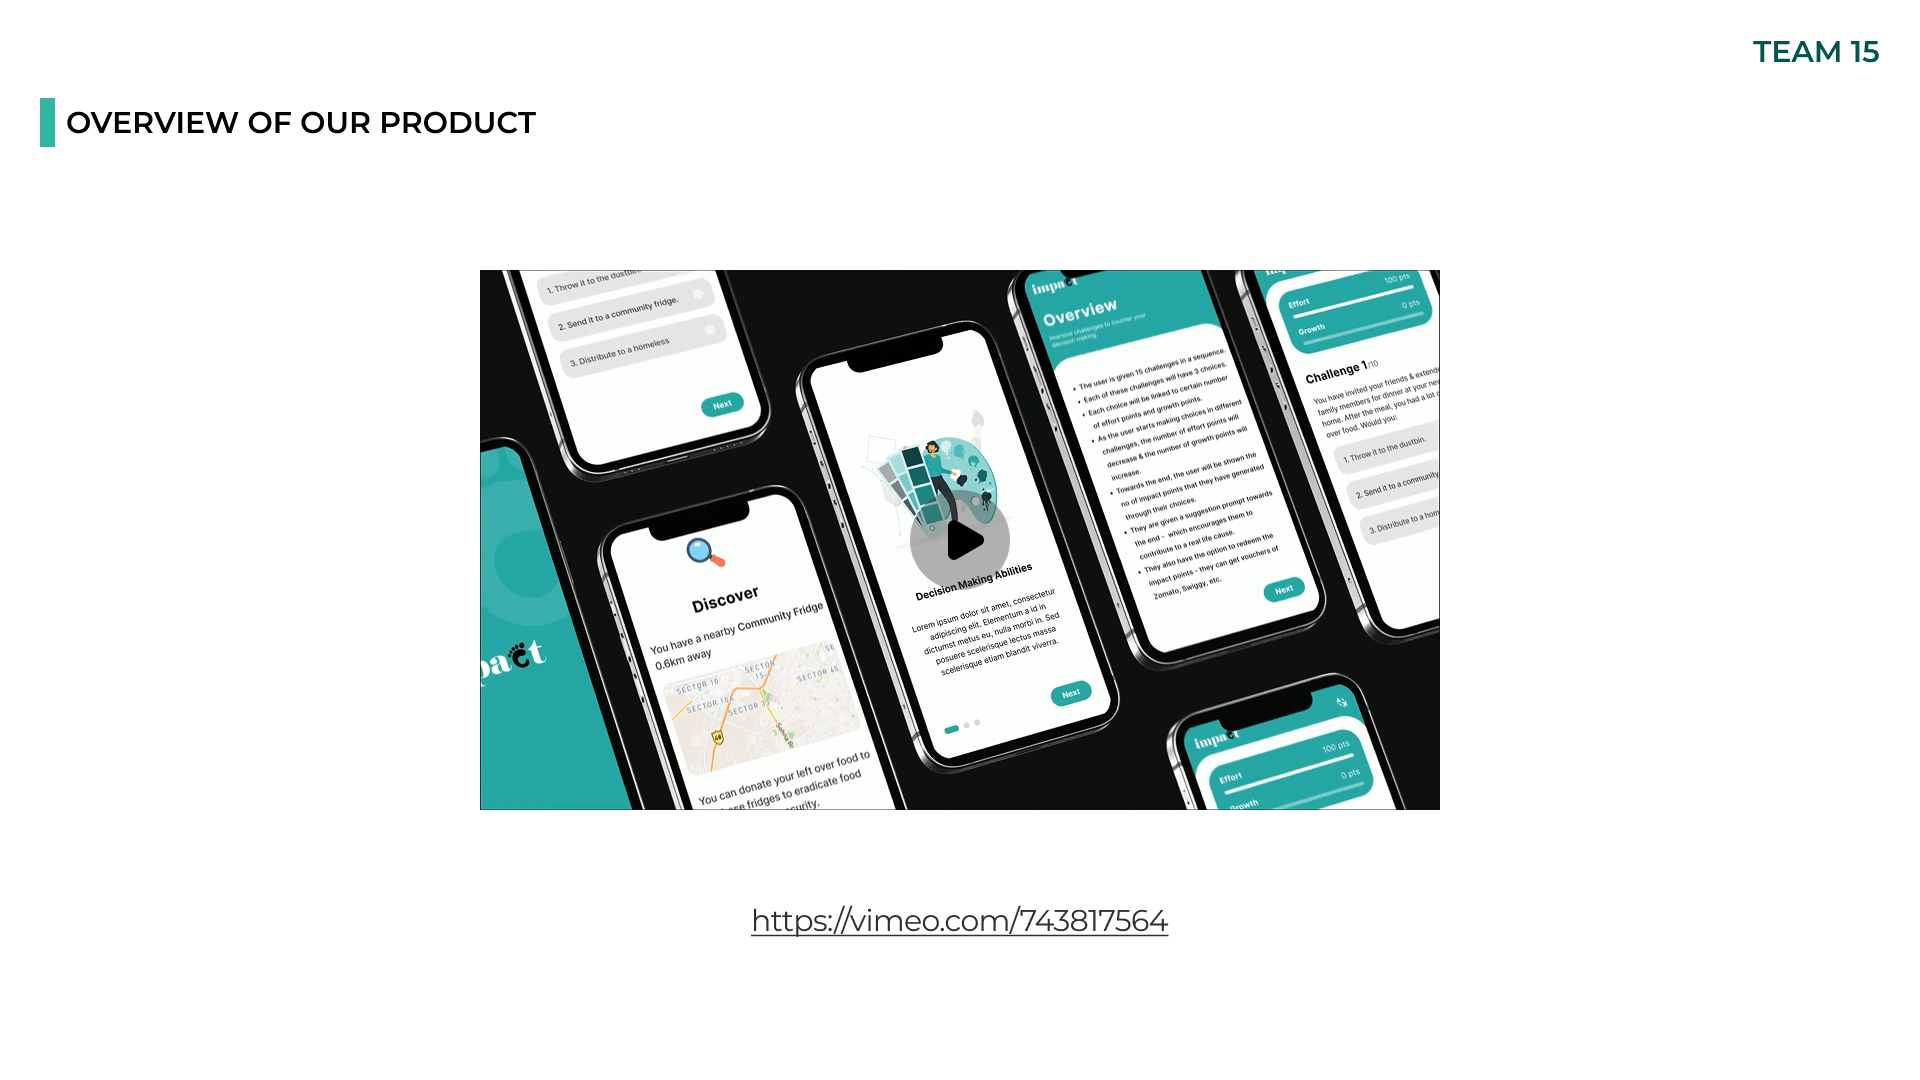 TEAM 15
OVERVIEW OF OUR PRODUCT
1. Throw it to the dustbin.
2. Send it to a community fridge.
3. Distribute to a homeless
Next
pact
Discover
You have a nearby Community Fridge
0.6km away
SECTOR 10
SECTOR 15-
SE
SECTOR 10A
SECTOR 33
SECTOR 45
48
Sohna Rd
You can donate your left over food to
se fridges to eradicate food
curity.
Decision Making Abilities
Lorem ipsum dolor sit amet, consectetur
adipiscing elit. Elementum a id in
dictumst metus eu, nulla morbi in. Sed
posuere scelerisque lectus massa
scelerisque etiam blandit viverra.
Next
impact
Overview
decision making.
• The user is given 15 challenges in a sequence.
• Each of these challenges will have 3 choices.
• Each choice will be linked to certain number
of effort points and growth points.
• As the user starts making choices in different
challenges, the number of effort points will
decrease & the number of growth points will
increase.
• Towards the end, the user will be shown the
no of impact points that they have generated
through their choices.
• They are given a suggestion prompt towards
the end - which encourages them to
contribute to a real life cause.
• They also have the option to redeem the
impact points - they can get vouchers of
Zomato, Swiggy, etc.
Next
Effort
100 pts
Growth
0 pts
Challenge 1/10
You have invited your friends & extende
family members for dinner at your new
home. After the meal, you had a lot o
over food. Would you:
1. Throw it to the dustbin.
2. Send it to a community
3. Distribute to a hom
impact
Effort
100 pts
Growth
0 pts
https://vimeo.com/743817564